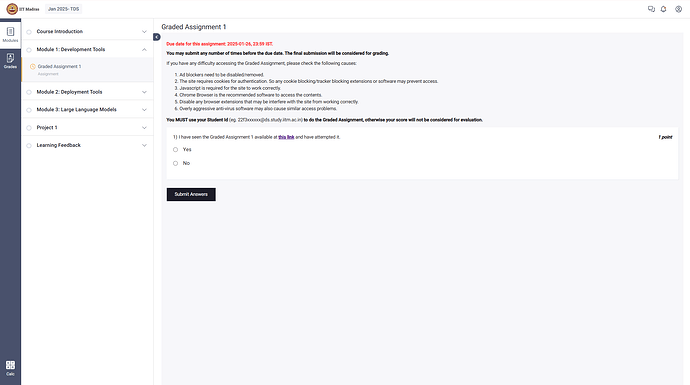 IIT Madras
Jan 2025- TDS
Modules
Grades
Calc
Course Introduction
Module 1: Development Tools
Graded Assignment 1
Assignment
Module 2: Deployment Tools
Module 3: Large Language Models
Project 1
Learning Feedback
Graded Assignment 1
Due date for this assignment: 2025-01-26, 23:59 IST.
You may submit any number of times before the due date. The final submission will be considered for grading.
If you have any difficulty accessing the Graded Assignment, please check the following causes:
1. Ad blockers need to be disabled/removed.
2. The site requires cookies for authentication. So any cookie blocking/tracker blocking extensions or software may prevent access.
3. Javascript is required for the site to work correctly.
4. Chrome Browser is the recommended software to access the contents.
5. Disable any browser extensions that may be interfere with the site from working correctly.
6. Overly aggressive anti-virus software may also cause similar access problems.
You MUST use your Student Id (eg. 22f3xxxxxx@ds.study.iitm.ac.in) to do the Graded Assignment, otherwise your score will not be considered for evaluation.
1) I have seen the Graded Assignment 1 available at this link and have attempted it.
1 point
Yes
No
Submit Answers